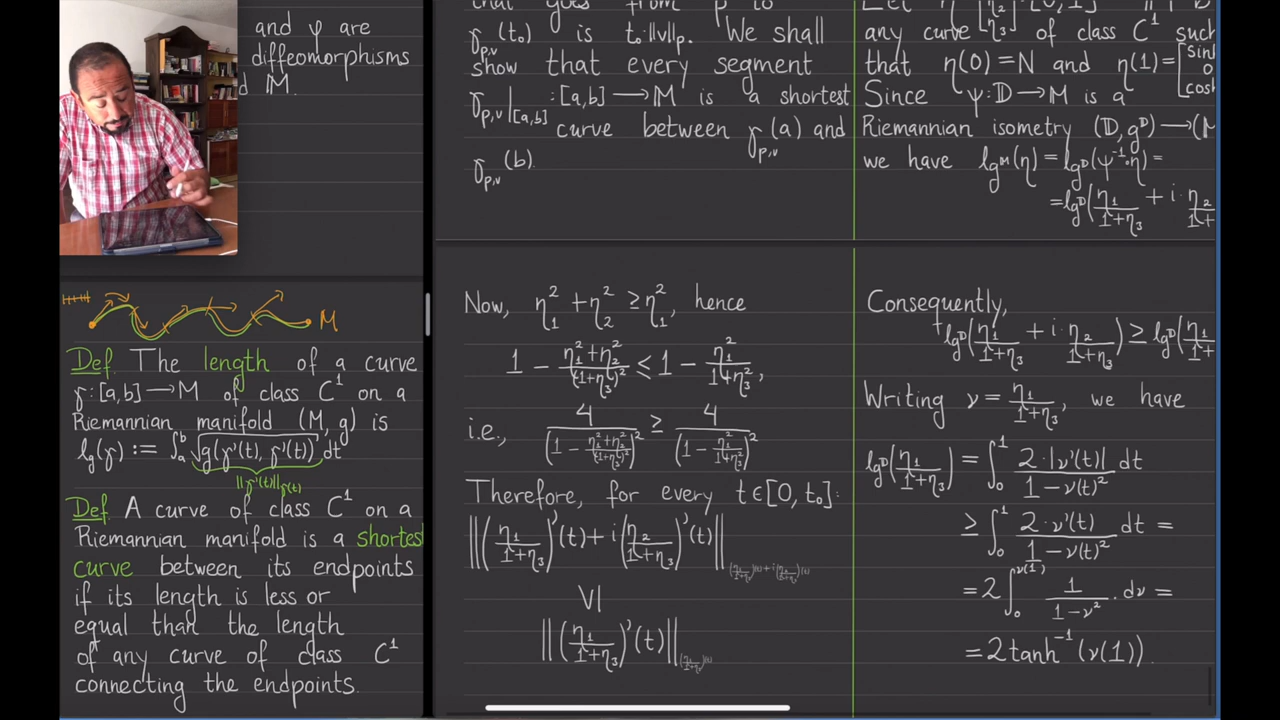 and ψ are
diffeomorphisms
d M.
M
Def. The length of a curve
γ:[a,b]⟶M of class C¹ on a
Riemannian manifold (M, g) is
lg(γ) := ∫ₐᵇ √g(γ'(t), γ'(t)) dt
||γ'(t)||γ(t)
Def. A curve of class C¹ on a
Riemannian manifold is a shortest
curve between its endpoints
if its length is less or
equal than the length
of any curve of class C¹
connecting the endpoints.
that goes from p to
γp,v(t₀) is t₀·||v||p. We shall
show that every segment
γp,v|[a,b] :[a,b]⟶M is a shortest
curve between γp,v(a) and
γp,v(b).
Now, η₁² + η₂² ≥ η₁², hence
1 − (η₁²+η₂²)/(1+η₃)² ≤ 1 − η₁²/1+η₃²,
i.e., 4/(1 − (η₁²+η₂²)/(1+η₃)²)² ≥ 4/(1 − η₁²/1+η₃²)²
Therefore, for every t∈[0, t₀]:
||(η₁/1+η₃)'(t) + i(η₂/1+η₃)'(t)||
V|
||(η₁/1+η₃)'(t)||
any curve of class C¹ such
that η(0)=N and η(1)=[sinh
0
cosh
Since ψ:D⟶M is a
Riemannian isometry (D, gᴰ)⟶(
we have lgᴹ(η) = lgᴰ(ψ⁻¹∘η) =
= lgᴰ(η₁/1+η₃ + i· η₂/1+
Consequently,
lgᴰ(η₁/1+η₃ + i· η₂/1+η₃) ≥ lgᴰ(η₁/1+
Writing ν = η₁/1+η₃, we have
lgᴰ(η₁/1+η₃) = ∫₀¹ 2·|ν'(t)|/1−ν(t)² dt
≥ ∫₀¹ 2·ν'(t)/1−ν(t)² dt =
= 2∫₀^ν(1) 1/1−ν² · dν =
= 2tanh⁻¹(ν(1)).